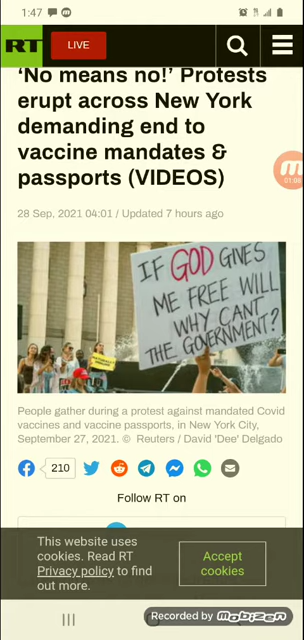 1:47
RT
LIVE
'No means no!' Protests
erupt across New York
demanding end to
vaccine mandates &
passports (VIDEOS)
01:08
28 Sep, 2021 04:01 / Updated 7 hours ago
IF GOD GIVES
ME FREE WILL
WHY CANT
THE GOVERNMENT?
People gather during a protest against mandated Covid
vaccines and vaccine passports, in New York City,
September 27, 2021. © Reuters / David 'Dee' Delgado
210
Follow RT on
This website uses
cookies. Read RT
Privacy policy to find
out more.
Accept
cookies
Recorded by mobizen